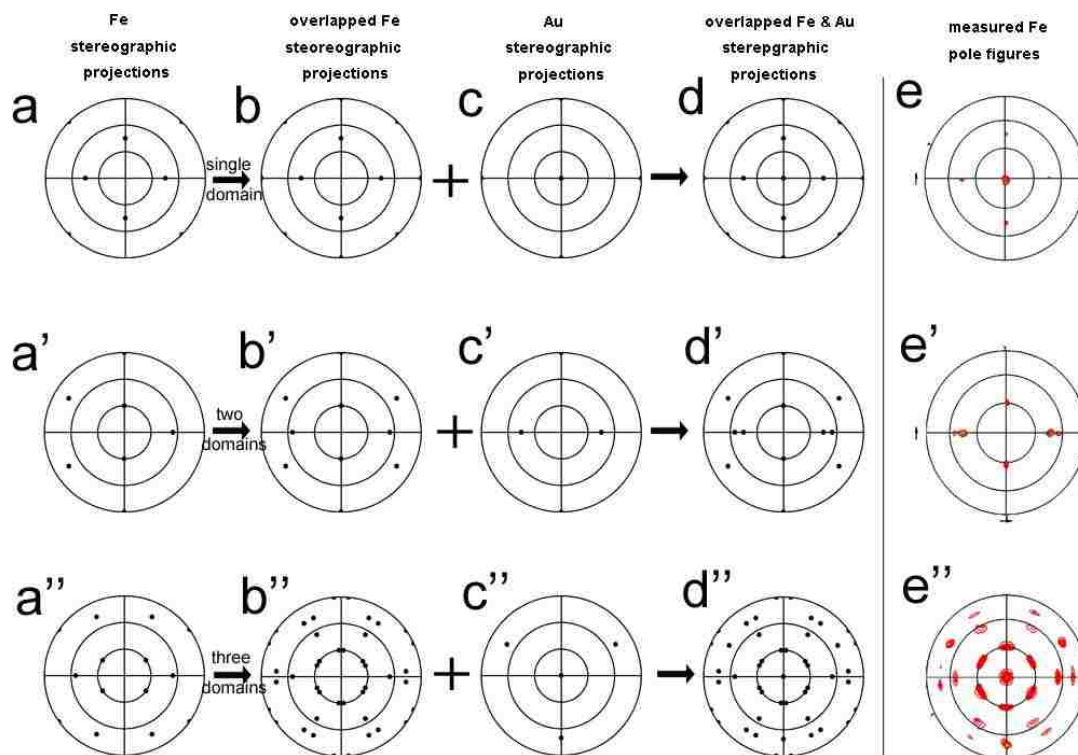 Fe
stereographic
projections
overlapped Fe
steoreographic
projections
Au
stereographic
projections
overlapped Fe & Au
sterepgraphic
projections
measured Fe
pole figures
a
single
domain
b
+
c
d
e
a’
two
domains
b’
+
c’
d’
e’
a’’
three
domains
b’’
+
c’’
d’’
e’’